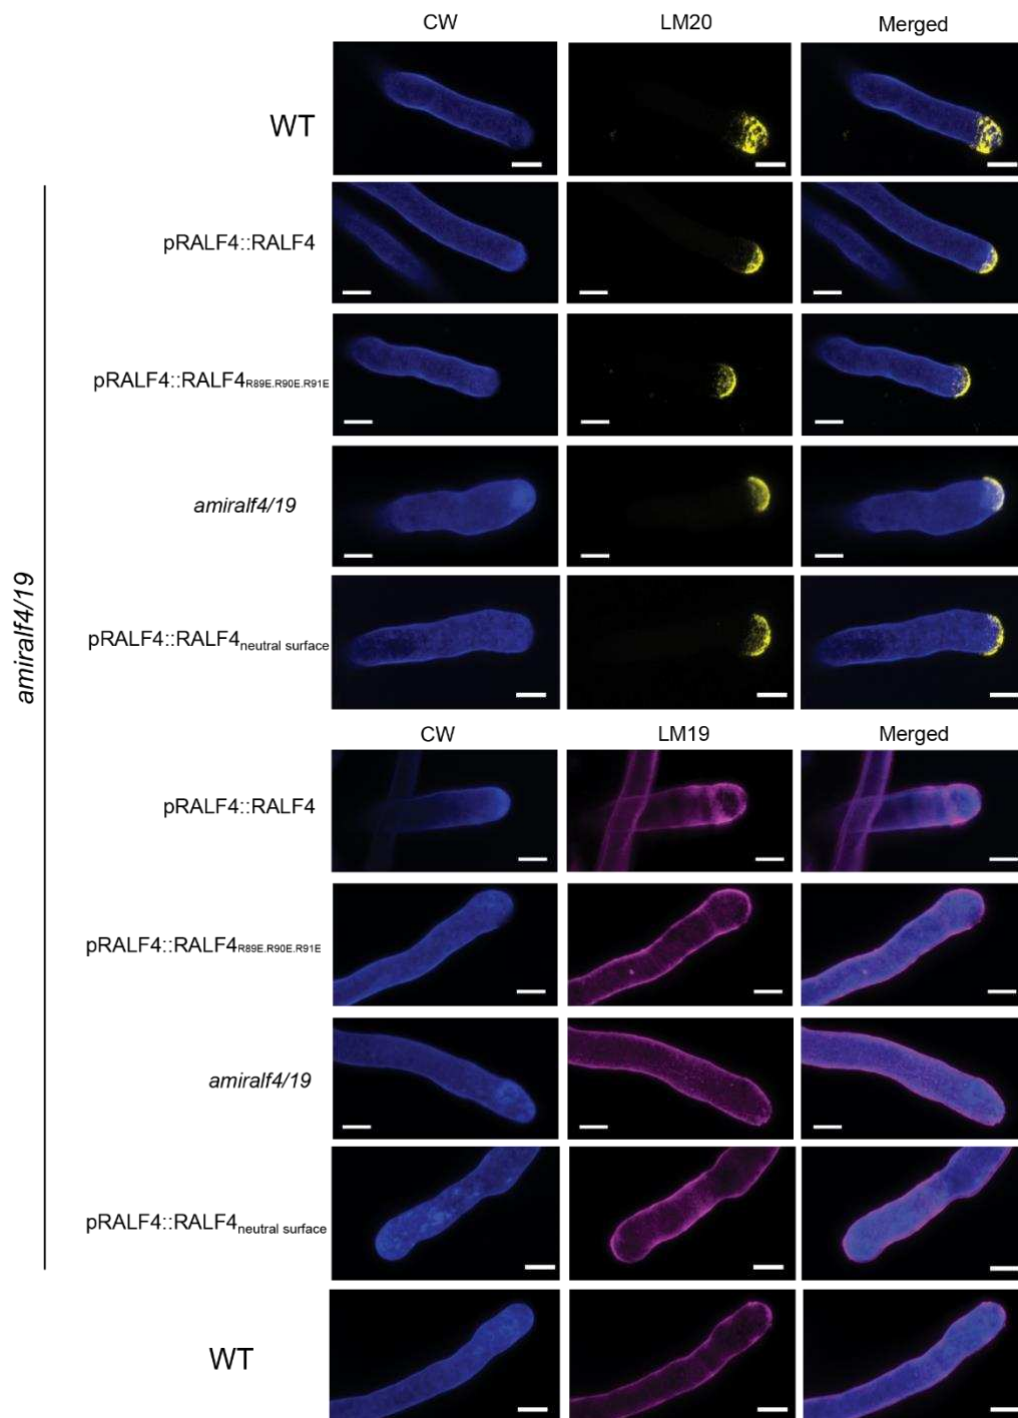 CW LM20 Merged
WT
pRALF4::RALF4
pRALF4::RALF4R89E.R90E.R91E
amiralf4/19
pRALF4::RALF4neutral surface
amiralf4/19
CW LM19 Merged
pRALF4::RALF4
pRALF4::RALF4R89E.R90E.R91E
amiralf4/19
pRALF4::RALF4neutral surface
WT